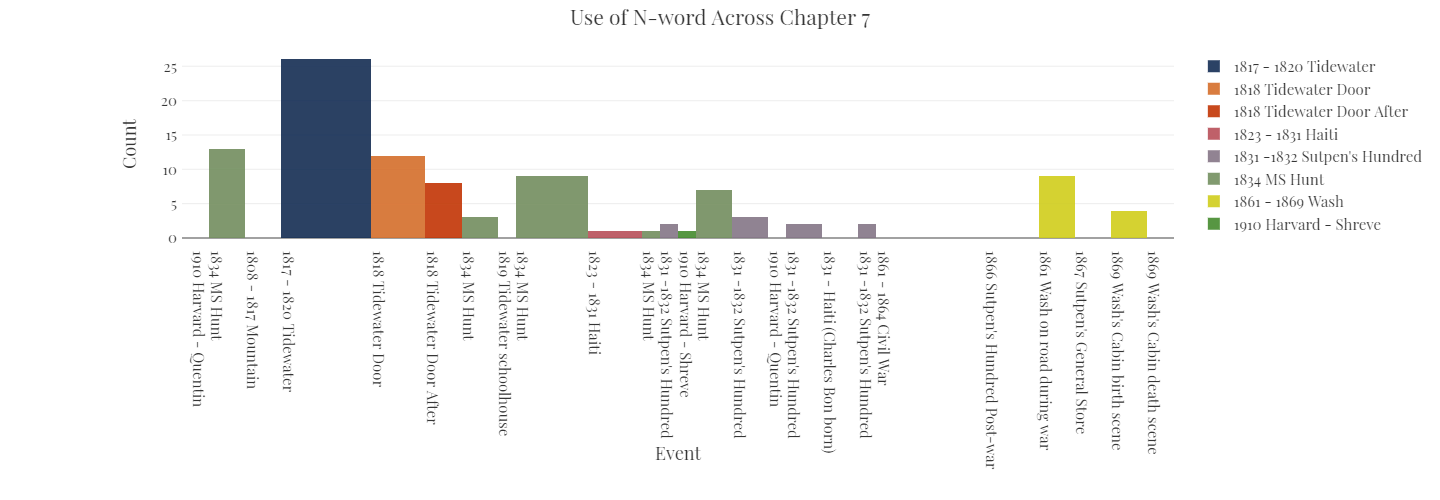 Use of N-word Across Chapter 7
Count
25
20
15
10
5
0
1910 Harvard - Quentin
1834 MS Hunt
1808 - 1817 Mountain
1817 - 1820 Tidewater
1818 Tidewater Door
1818 Tidewater Door After
1834 MS Hunt
1819 Tidewater schoolhouse
1834 MS Hunt
1823 - 1831 Haiti
1834 MS Hunt
1831 -1832 Sutpen's Hundred
1910 Harvard - Shreve
1834 MS Hunt
1831 -1832 Sutpen's Hundred
1910 Harvard - Quentin
1831 -1832 Sutpen's Hundred
1831 - Haiti (Charles Bon born)
1831 -1832 Sutpen's Hundred
1861 - 1864 Civil War
1866 Sutpen's Hundred Post-war
1861 Wash on road during war
1867 Sutpen's General Store
1869 Wash's Cabin birth scene
1869 Wash's Cabin death scene
Event
1817 - 1820 Tidewater
1818 Tidewater Door
1818 Tidewater Door After
1823 - 1831 Haiti
1831 -1832 Sutpen's Hundred
1834 MS Hunt
1861 - 1869 Wash
1910 Harvard - Shreve